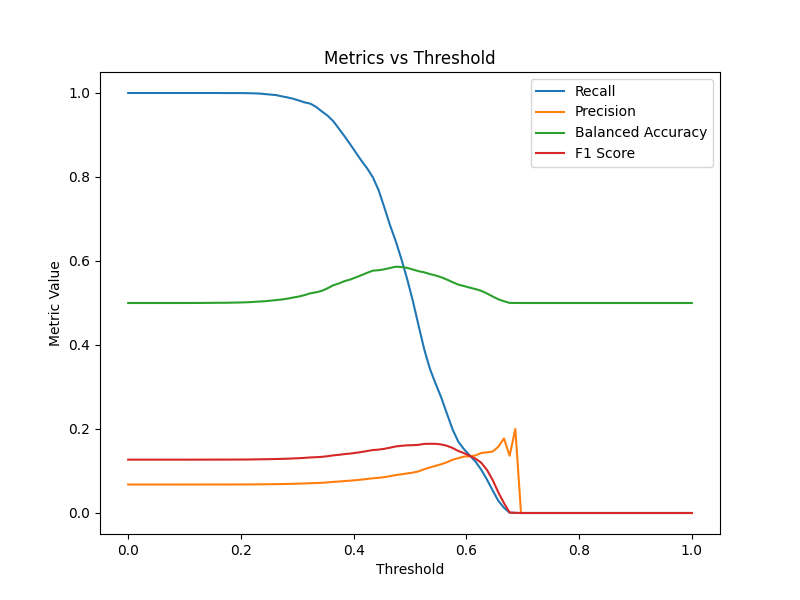 Metrics vs Threshold
Recall
Precision
Balanced Accuracy
F1 Score
Metric Value
1.0
0.8
0.6
0.4
0.2
0.0
0.0 0.2 0.4 0.6 0.8 1.0
Threshold